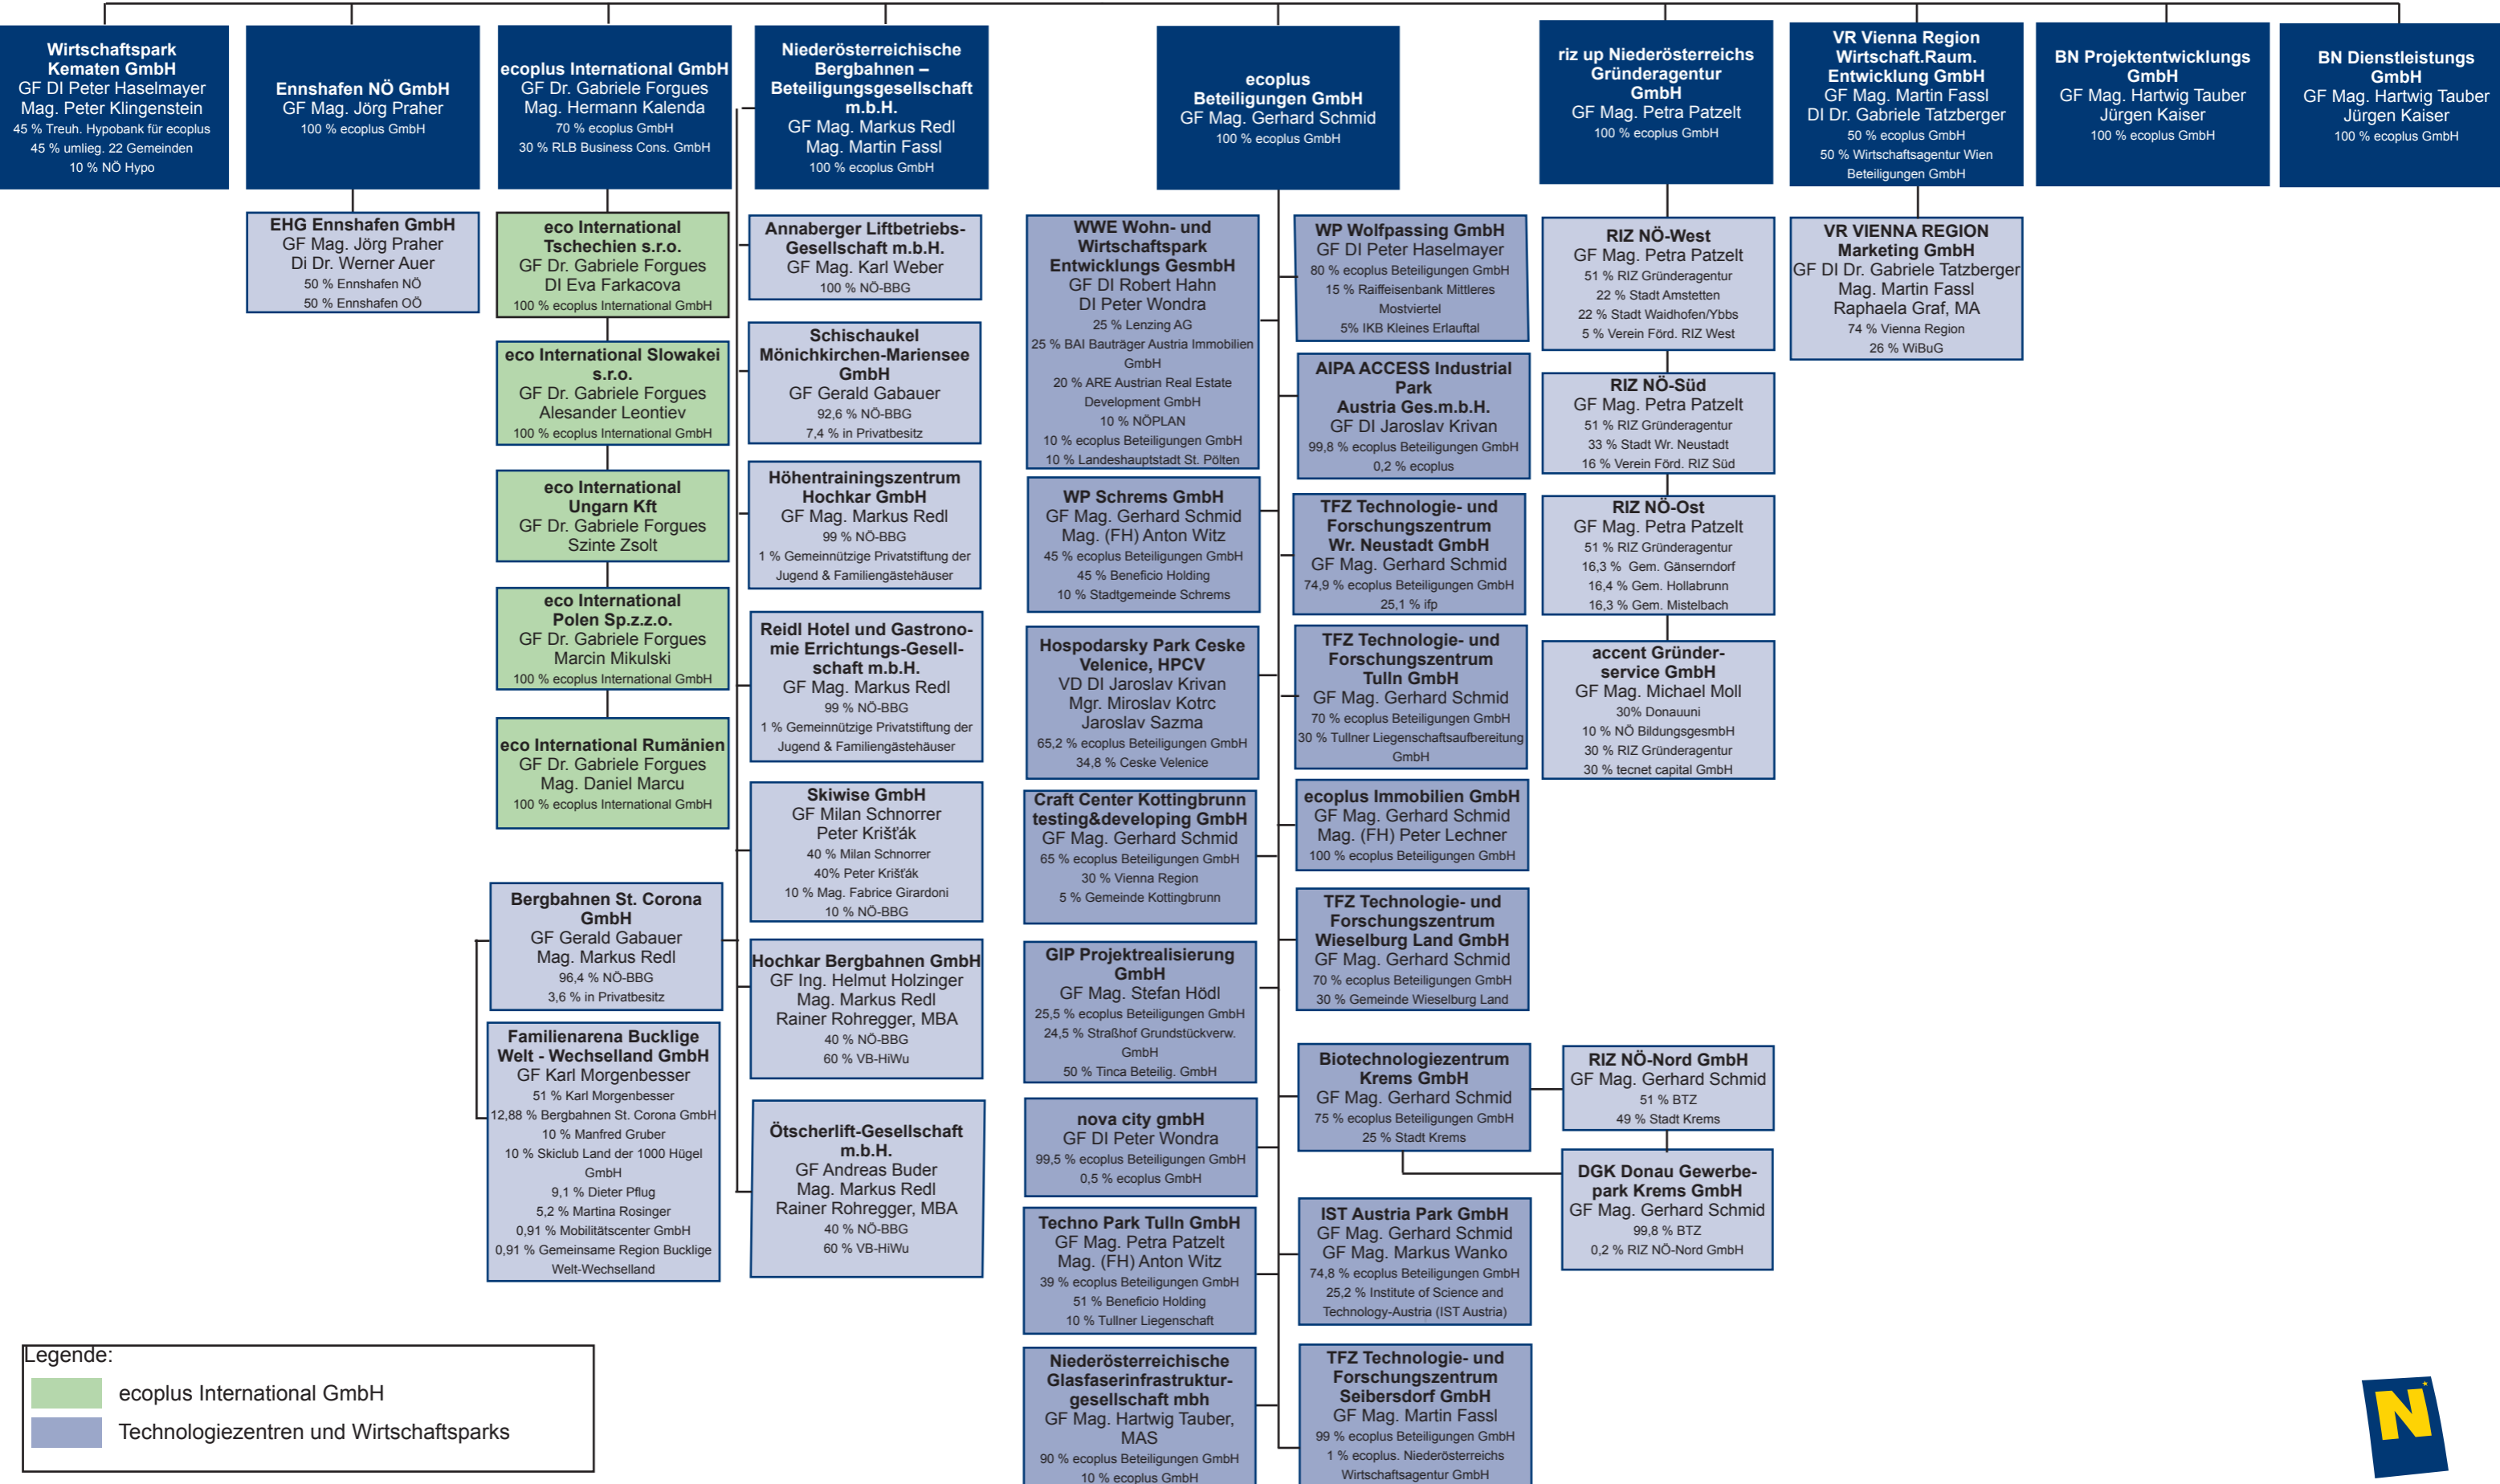 Wirtschaftspark
Kematen GmbH
GF DI Peter Haselmayer
Mag. Peter Klingenstein
45 % Treuh. Hypobank für ecoplus
45 % umlieg. 22 Gemeinden
10 % NÖ Hypo
Ennshafen NÖ GmbH
GF Mag. Jörg Praher
100 % ecoplus GmbH
ecoplus International GmbH
GF Dr. Gabriele Forgues
Mag. Hermann Kalenda
70 % ecoplus GmbH
30 % RLB Business Cons. GmbH
Niederösterreichische
Bergbahnen –
Beteiligungsgesellschaft
m.b.H.
GF Mag. Markus Redl
Mag. Martin Fassl
100 % ecoplus GmbH
ecoplus
Beteiligungen GmbH
GF Mag. Gerhard Schmid
100 % ecoplus GmbH
riz up Niederösterreichs
Gründeragentur
GmbH
GF Mag. Petra Patzelt
100 % ecoplus GmbH
VR Vienna Region
Wirtschaft.Raum.
Entwicklung GmbH
GF Mag. Martin Fassl
DI Dr. Gabriele Tatzberger
50 % ecoplus GmbH
50 % Wirtschaftsagentur Wien
Beteiligungen GmbH
BN Projektentwicklungs
GmbH
GF Mag. Hartwig Tauber
Jürgen Kaiser
100 % ecoplus GmbH
BN Dienstleistungs
GmbH
GF Mag. Hartwig Tauber
Jürgen Kaiser
100 % ecoplus GmbH
EHG Ennshafen GmbH
GF Mag. Jörg Praher
Di Dr. Werner Auer
50 % Ennshafen NÖ
50 % Ennshafen OÖ
eco International
Tschechien s.r.o.
GF Dr. Gabriele Forgues
DI Eva Farkacova
100 % ecoplus International GmbH
eco International Slowakei
s.r.o.
GF Dr. Gabriele Forgues
Alesander Leontiev
100 % ecoplus International GmbH
eco International
Ungarn Kft
GF Dr. Gabriele Forgues
Szinte Zsolt
eco International
Polen Sp.z.z.o.
GF Dr. Gabriele Forgues
Marcin Mikulski
100 % ecoplus International GmbH
eco International Rumänien
GF Dr. Gabriele Forgues
Mag. Daniel Marcu
100 % ecoplus International GmbH
Bergbahnen St. Corona
GmbH
GF Gerald Gabauer
Mag. Markus Redl
96,4 % NÖ-BBG
3,6 % in Privatbesitz
Familienarena Bucklige
Welt - Wechselland GmbH
GF Karl Morgenbesser
51 % Karl Morgenbesser
12,88 % Bergbahnen St. Corona GmbH
10 % Manfred Gruber
10 % Skiclub Land der 1000 Hügel
GmbH
9,1 % Dieter Pflug
5,2 % Martina Rosinger
0,91 % Mobilitätscenter GmbH
0,91 % Gemeinsame Region Bucklige
Welt-Wechselland
Annaberger Liftbetriebs-
Gesellschaft m.b.H.
GF Mag. Karl Weber
100 % NÖ-BBG
Schischaukel
Mönichkirchen-Mariensee
GmbH
GF Gerald Gabauer
92,6 % NÖ-BBG
7,4 % in Privatbesitz
Höhentrainingszentrum
Hochkar GmbH
GF Mag. Markus Redl
99 % NÖ-BBG
1 % Gemeinnützige Privatstiftung der
Jugend & Familiengästehäuser
Reidl Hotel und Gastrono-
mie Errichtungs-Gesell-
schaft m.b.H.
GF Mag. Markus Redl
99 % NÖ-BBG
1 % Gemeinnützige Privatstiftung der
Jugend & Familiengästehäuser
Skiwise GmbH
GF Milan Schnorrer
Peter Krišťák
40 % Milan Schnorrer
40% Peter Krišťák
10 % Mag. Fabrice Girardoni
10 % NÖ-BBG
Hochkar Bergbahnen GmbH
GF Ing. Helmut Holzinger
Mag. Markus Redl
Rainer Rohregger, MBA
40 % NÖ-BBG
60 % VB-HiWu
Ötscherlift-Gesellschaft
m.b.H.
GF Andreas Buder
Mag. Markus Redl
Rainer Rohregger, MBA
40 % NÖ-BBG
60 % VB-HiWu
WWE Wohn- und
Wirtschaftspark
Entwicklungs GesmbH
GF DI Robert Hahn
DI Peter Wondra
25 % Lenzing AG
25 % BAI Bauträger Austria Immobilien
GmbH
20 % ARE Austrian Real Estate
Development GmbH
10 % NÖPLAN
10 % ecoplus Beteiligungen GmbH
10 % Landeshauptstadt St. Pölten
WP Schrems GmbH
GF Mag. Gerhard Schmid
Mag. (FH) Anton Witz
45 % ecoplus Beteiligungen GmbH
45 % Beneficio Holding
10 % Stadtgemeinde Schrems
Hospodarsky Park Ceske
Velenice, HPCV
VD DI Jaroslav Krivan
Mgr. Miroslav Kotrc
Jaroslav Sazma
65,2 % ecoplus Beteiligungen GmbH
34,8 % Ceske Velenice
Craft Center Kottingbrunn
testing&developing GmbH
GF Mag. Gerhard Schmid
65 % ecoplus Beteiligungen GmbH
30 % Vienna Region
5 % Gemeinde Kottingbrunn
GIP Projektrealisierung
GmbH
GF Mag. Stefan Hödl
25,5 % ecoplus Beteiligungen GmbH
24,5 % Straßhof Grundstückverw.
GmbH
50 % Tinca Beteilig. GmbH
nova city gmbH
GF DI Peter Wondra
99,5 % ecoplus Beteiligungen GmbH
0,5 % ecoplus GmbH
Techno Park Tulln GmbH
GF Mag. Petra Patzelt
Mag. (FH) Anton Witz
39 % ecoplus Beteiligungen GmbH
51 % Beneficio Holding
10 % Tullner Liegenschaft
Niederösterreichische
Glasfaserinfrastruktur-
gesellschaft mbh
GF Mag. Hartwig Tauber,
MAS
90 % ecoplus Beteiligungen GmbH
10 % ecoplus GmbH
WP Wolfpassing GmbH
GF DI Peter Haselmayer
80 % ecoplus Beteiligungen GmbH
15 % Raiffeisenbank Mittleres
Mostviertel
5% IKB Kleines Erlauftal
AIPA ACCESS Industrial
Park
Austria Ges.m.b.H.
GF DI Jaroslav Krivan
99,8 % ecoplus Beteiligungen GmbH
0,2 % ecoplus
TFZ Technologie- und
Forschungszentrum
Wr. Neustadt GmbH
GF Mag. Gerhard Schmid
74,9 % ecoplus Beteiligungen GmbH
25,1 % ifp
TFZ Technologie- und
Forschungszentrum
Tulln GmbH
GF Mag. Gerhard Schmid
70 % ecoplus Beteiligungen GmbH
30 % Tullner Liegenschaftsaufbereitung
GmbH
ecoplus Immobilien GmbH
GF Mag. Gerhard Schmid
Mag. (FH) Peter Lechner
100 % ecoplus Beteiligungen GmbH
TFZ Technologie- und
Forschungszentrum
Wieselburg Land GmbH
GF Mag. Gerhard Schmid
70 % ecoplus Beteiligungen GmbH
30 % Gemeinde Wieselburg Land
Biotechnologiezentrum
Krems GmbH
GF Mag. Gerhard Schmid
75 % ecoplus Beteiligungen GmbH
25 % Stadt Krems
IST Austria Park GmbH
GF Mag. Gerhard Schmid
GF Mag. Markus Wanko
74,8 % ecoplus Beteiligungen GmbH
25,2 % Institute of Science and
Technology-Austria (IST Austria)
TFZ Technologie- und
Forschungszentrum
Seibersdorf GmbH
GF Mag. Martin Fassl
99 % ecoplus Beteiligungen GmbH
1 % ecoplus. Niederösterreichs
Wirtschaftsagentur GmbH
RIZ NÖ-West
GF Mag. Petra Patzelt
51 % RIZ Gründeragentur
22 % Stadt Amstetten
22 % Stadt Waidhofen/Ybbs
5 % Verein Förd. RIZ West
RIZ NÖ-Süd
GF Mag. Petra Patzelt
51 % RIZ Gründeragentur
33 % Stadt Wr. Neustadt
16 % Verein Förd. RIZ Süd
RIZ NÖ-Ost
GF Mag. Petra Patzelt
51 % RIZ Gründeragentur
16,3 % Gem. Gänserndorf
16,4 % Gem. Hollabrunn
16,3 % Gem. Mistelbach
accent Gründer-
service GmbH
GF Mag. Michael Moll
30% Donauuni
10 % NÖ BildungsgesmbH
30 % RIZ Gründeragentur
30 % tecnet capital GmbH
RIZ NÖ-Nord GmbH
GF Mag. Gerhard Schmid
51 % BTZ
49 % Stadt Krems
DGK Donau Gewerbe-
park Krems GmbH
GF Mag. Gerhard Schmid
99,8 % BTZ
0,2 % RIZ NÖ-Nord GmbH
VR VIENNA REGION
Marketing GmbH
GF DI Dr. Gabriele Tatzberger
Mag. Martin Fassl
Raphaela Graf, MA
74 % Vienna Region
26 % WiBuG
Legende:
ecoplus International GmbH
Technologiezentren und Wirtschaftsparks
N